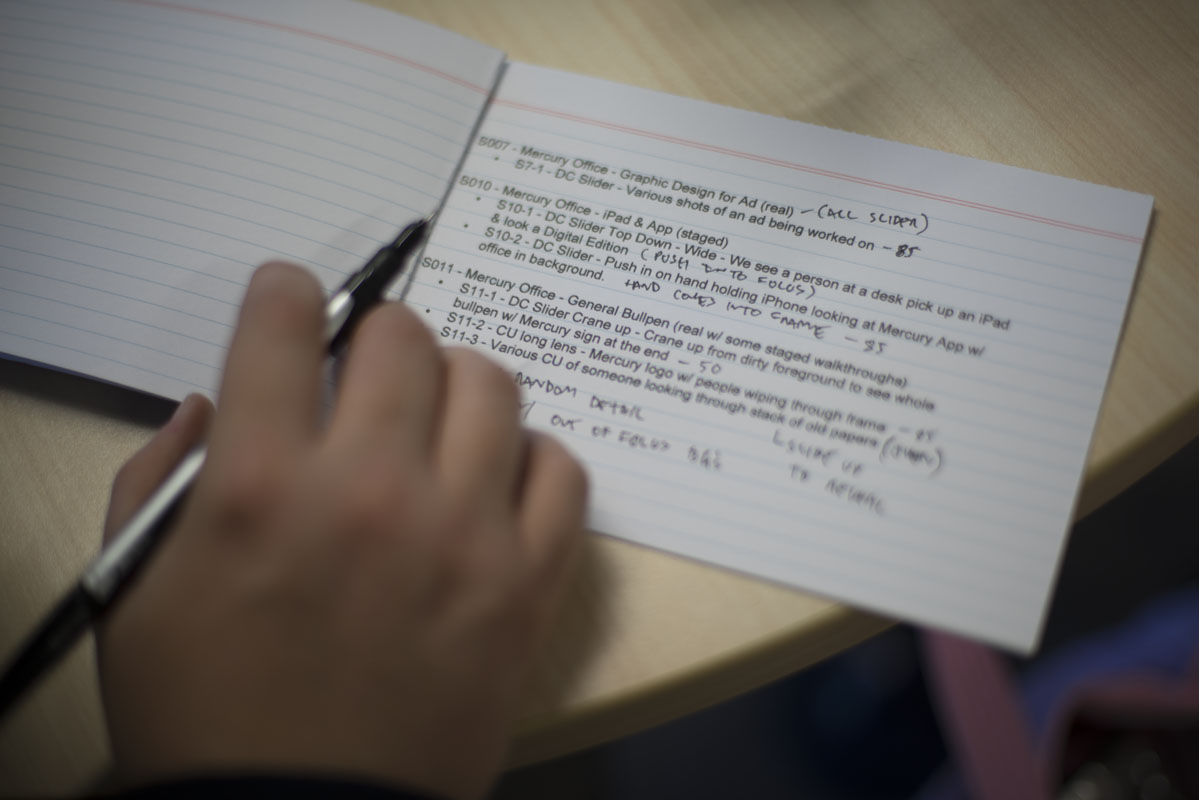 S007 - Mercury Office - Graphic Design for Ad (real) - (ALL SLIDER)
• S7-1 - DC Slider - Various shots of an ad being worked on - 85
S010 - Mercury Office - iPad & App (staged)
• S10-1 - DC Slider Top Down - Wide - We see a person at a desk pick up an iPad
& look a Digital Edition (PUSH INTO FOCUS)
• S10-2 - DC Slider - Push in on hand holding iPhone looking at Mercury App w/
office in background. HAND COMES INTO FRAME - 85
S011 - Mercury Office - General Bullpen (real w/ some staged walkthroughs)
• S11-1 - DC Slider Crane up - Crane up from dirty foreground to see whole
bullpen w/ Mercury sign at the end - 50
• S11-2 - CU long lens - Mercury logo w/ people wiping through frame - 85
S11-3 - Various CU of someone looking through stack of old papers
RANDOM DETAIL
W/ OUT OF FOCUS BGS
SLIDE UP
TO REVEAL